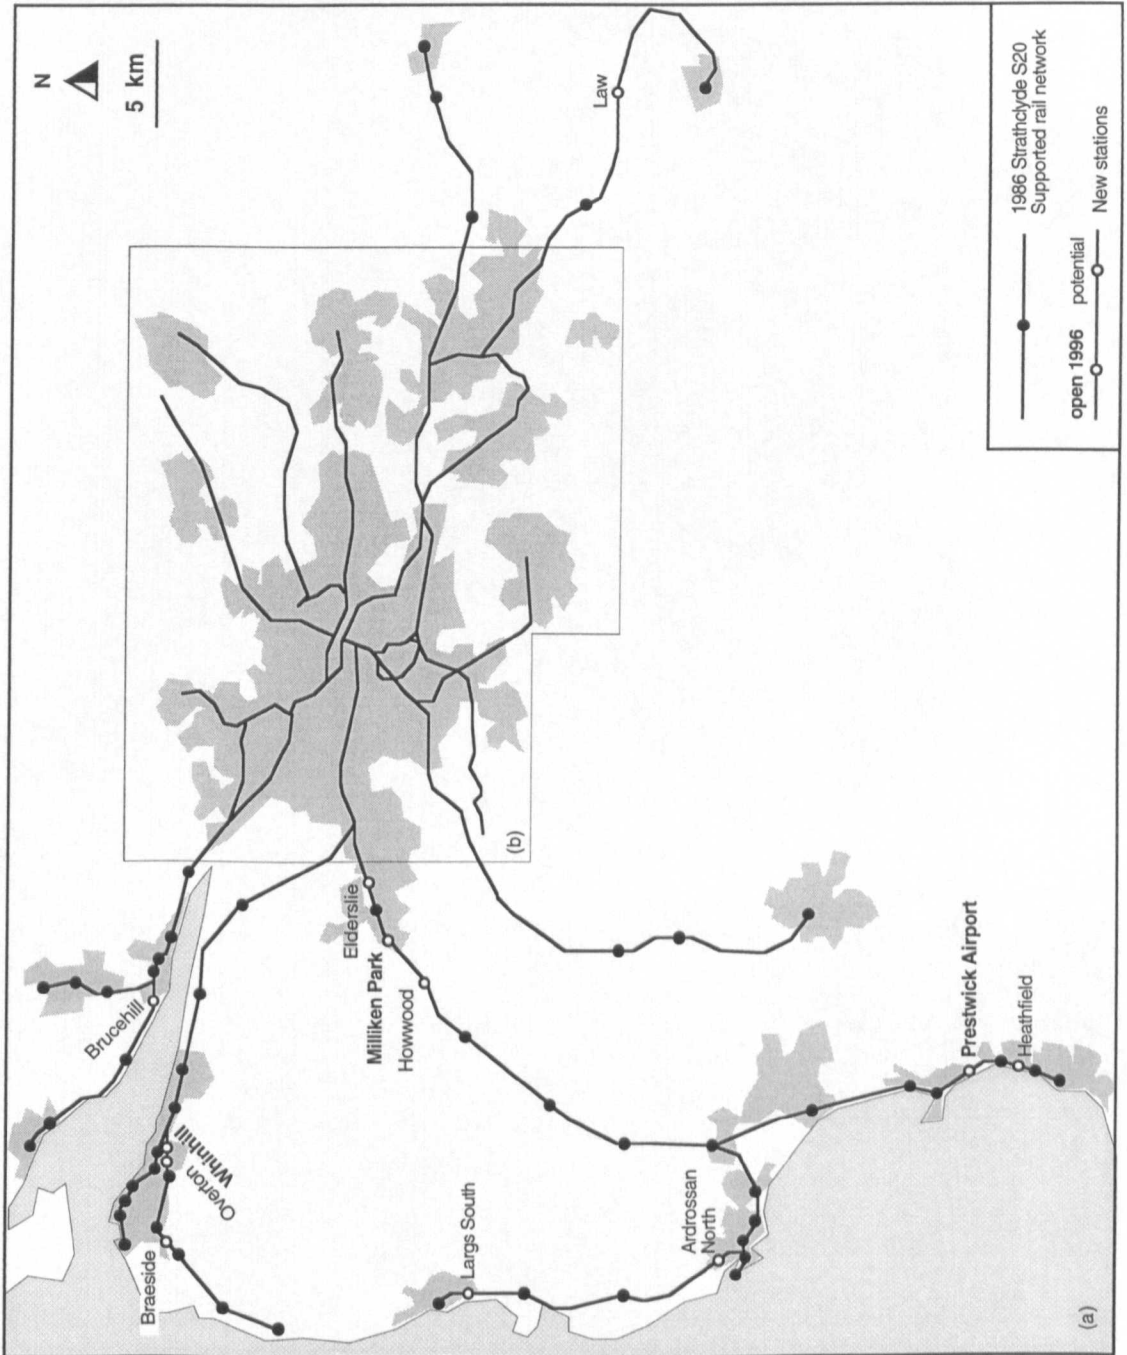 N
5 km
Law
Brucehill
Whinhill
Overton
Braeside
Elderslie
Milliken Park
Howwood
(b)
Largs South
Ardrossan
North
Prestwick Airport
Heathfield
(a)
1986 Strathclyde S20
Supported rail network
open 1996 potential
New stations